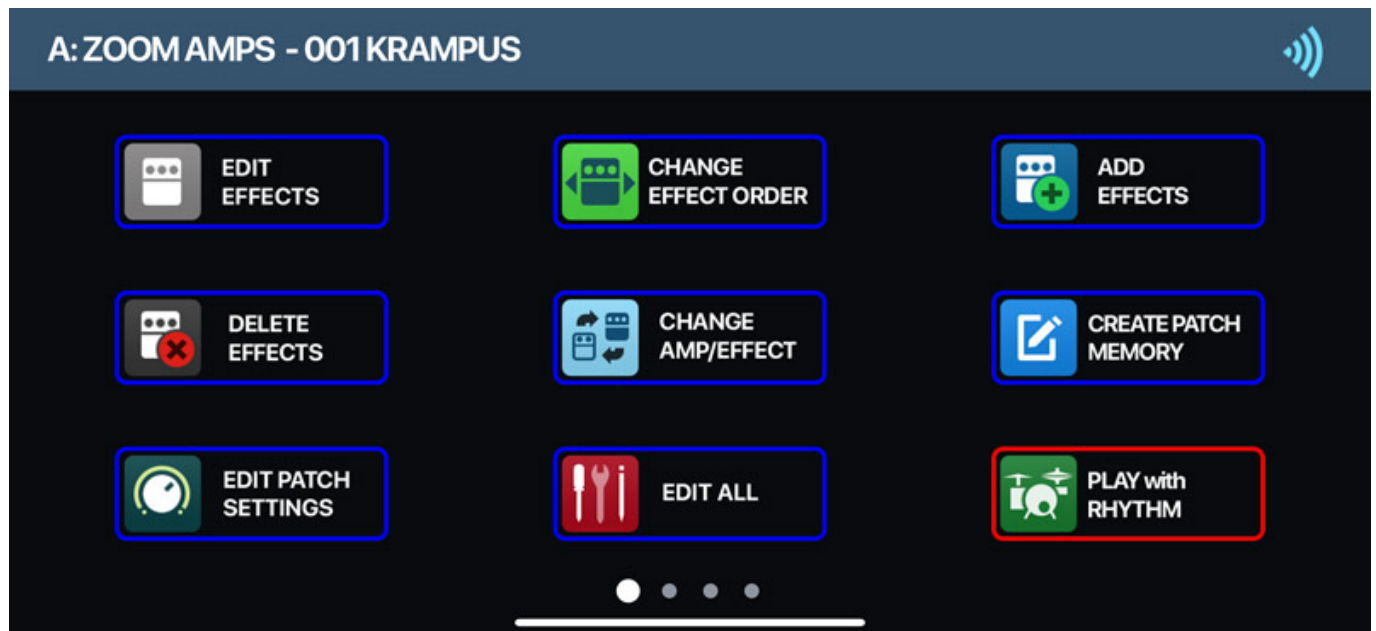 A: ZOOM AMPS - 001 KRAMPUS
EDIT
EFFECTS
CHANGE
EFFECT ORDER
ADD
EFFECTS
DELETE
EFFECTS
CHANGE
AMP/EFFECT
CREATE PATCH
MEMORY
EDIT PATCH
SETTINGS
EDIT ALL
PLAY with
RHYTHM